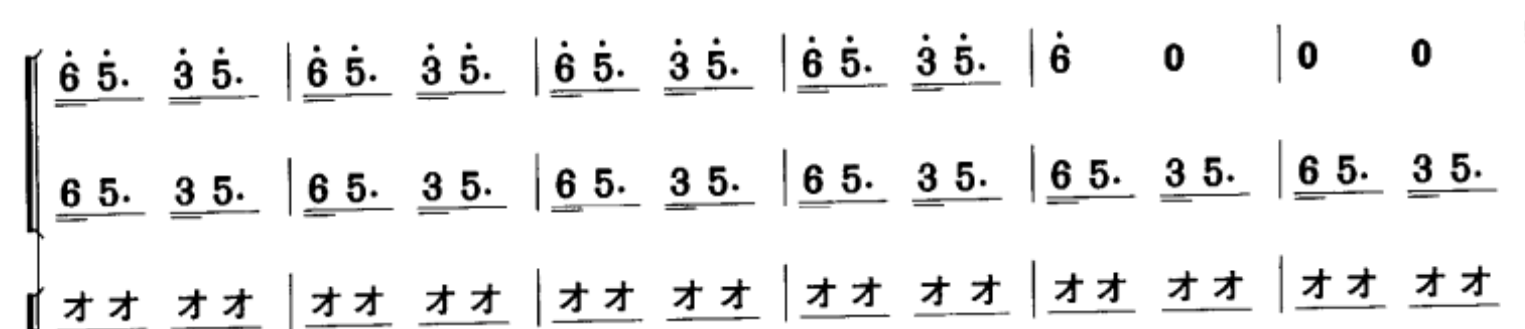 6̇ 5̇. 3̇ 5̇. | 6̇ 5̇. 3̇ 5̇. | 6̇ 5̇. 3̇ 5̇. | 6̇ 5̇. 3̇ 5̇. | 6̇ 0 | 0 0
6 5. 3 5. | 6 5. 3 5. | 6 5. 3 5. | 6 5. 3 5. | 6 5. 3 5. | 6 5. 3 5.
オ オ オ オ | オ オ オ オ | オ オ オ オ | オ オ オ オ | オ オ オ オ | オ オ オ オ